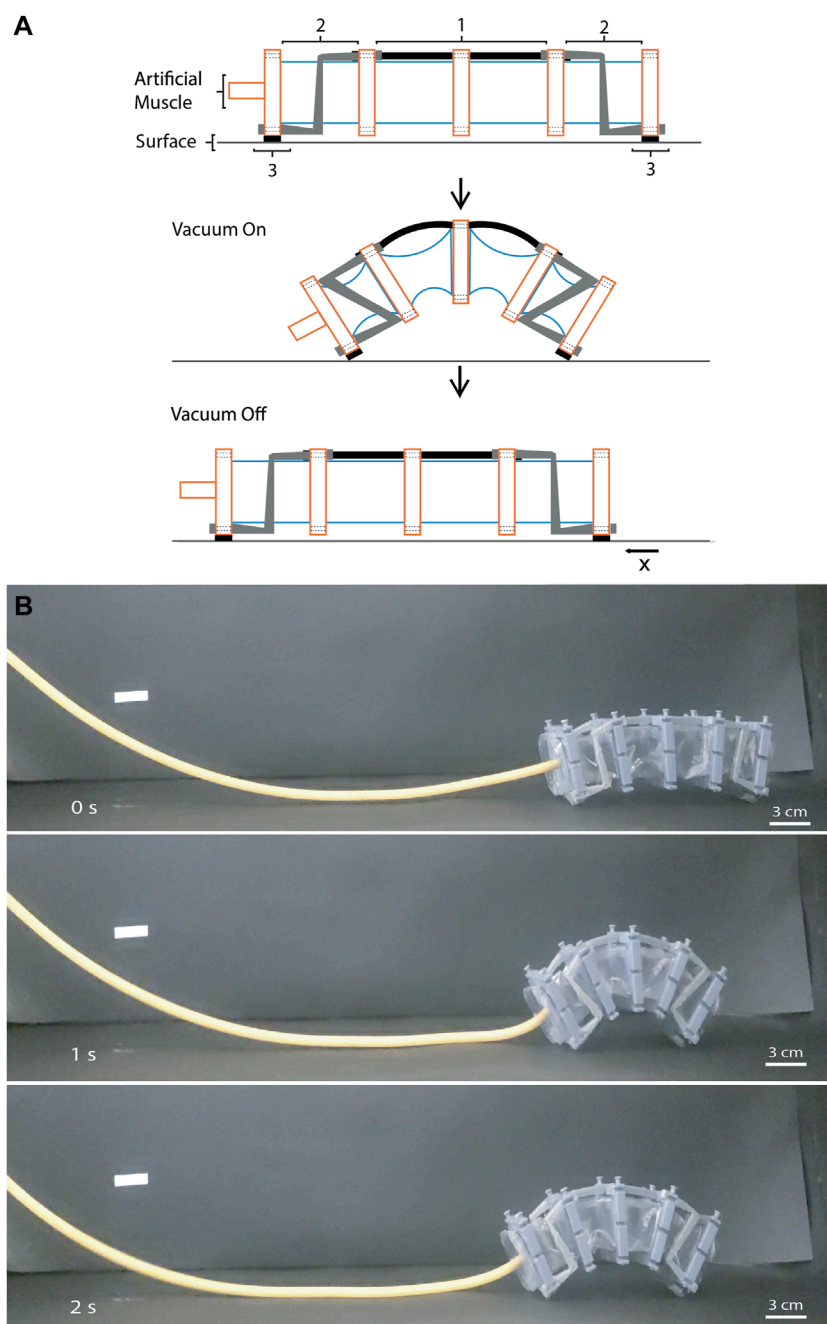 A
2 1 2
Artificial
Muscle
Surface
3 3
Vacuum On
Vacuum Off
x
B
0 s
3 cm
1 s
3 cm
2 s
3 cm